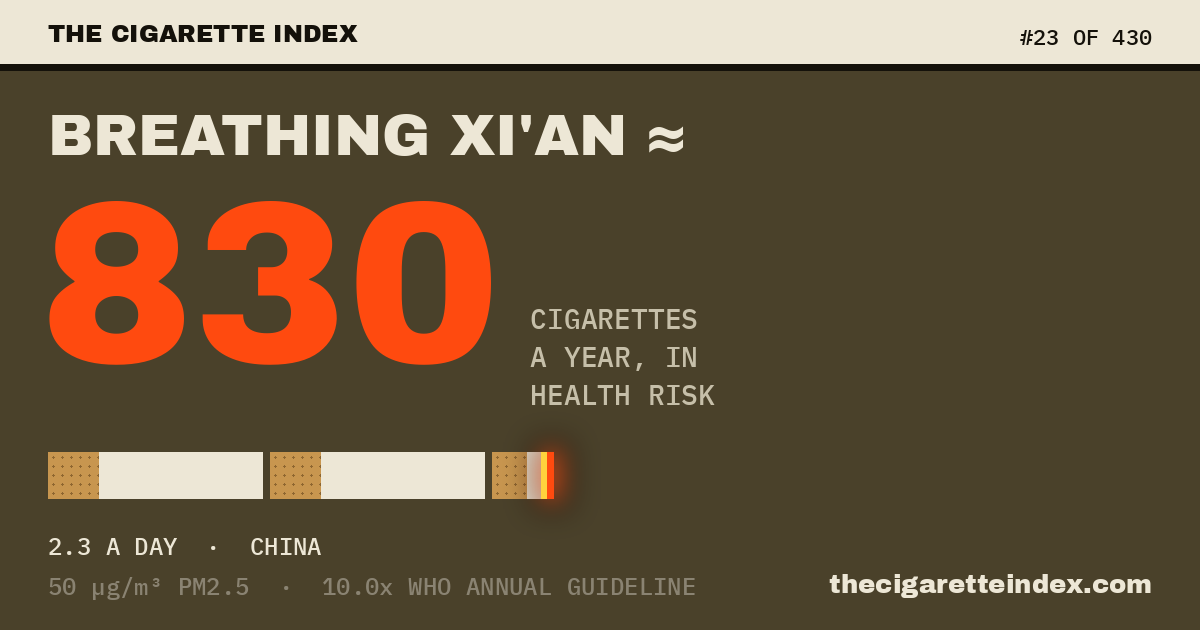 THE CIGARETTE INDEX
#23 OF 430
BREATHING XI'AN ≈
830
CIGARETTES
A YEAR, IN
HEALTH RISK
2.3 A DAY · CHINA
50 µg/m³ PM2.5 · 10.0x WHO ANNUAL GUIDELINE
thecigaretteindex.com